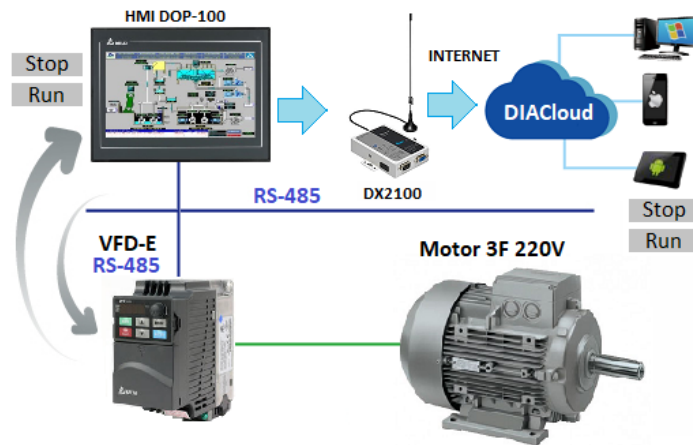 HMI DOP-100
Stop
Run
INTERNET
DIACloud
DX2100
RS-485
Stop
Run
VFD-E
RS-485
Motor 3F 220V